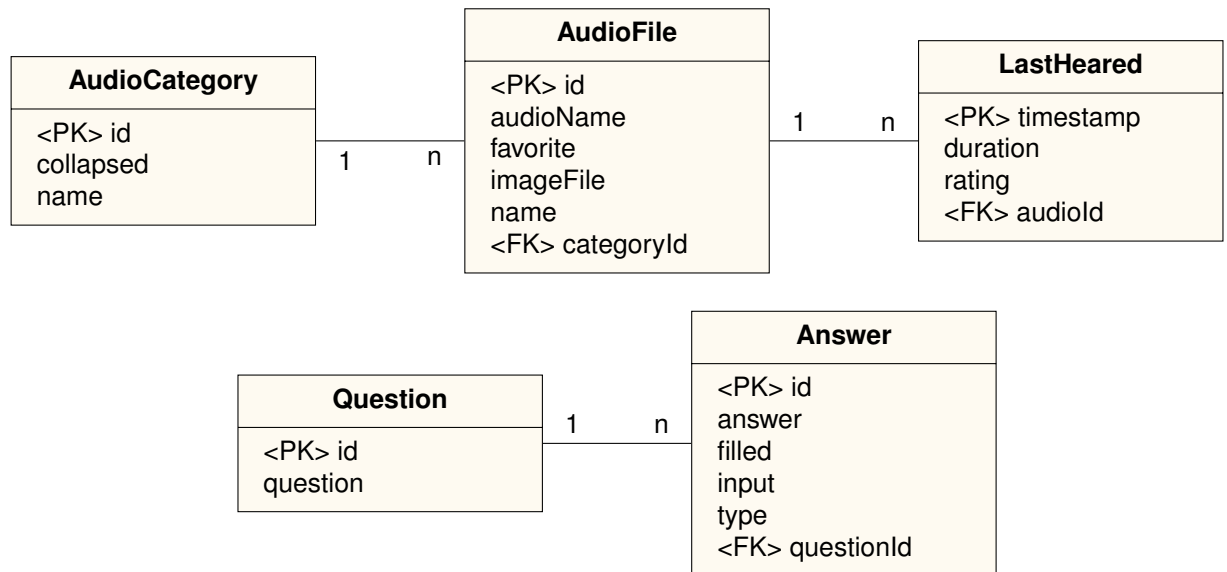 AudioCategory
<PK> id
collapsed
name
1
n
AudioFile
<PK> id
audioName
favorite
imageFile
name
<FK> categoryId
1
n
LastHeared
<PK> timestamp
duration
rating
<FK> audioId
Question
<PK> id
question
1
n
Answer
<PK> id
answer
filled
input
type
<FK> questionId